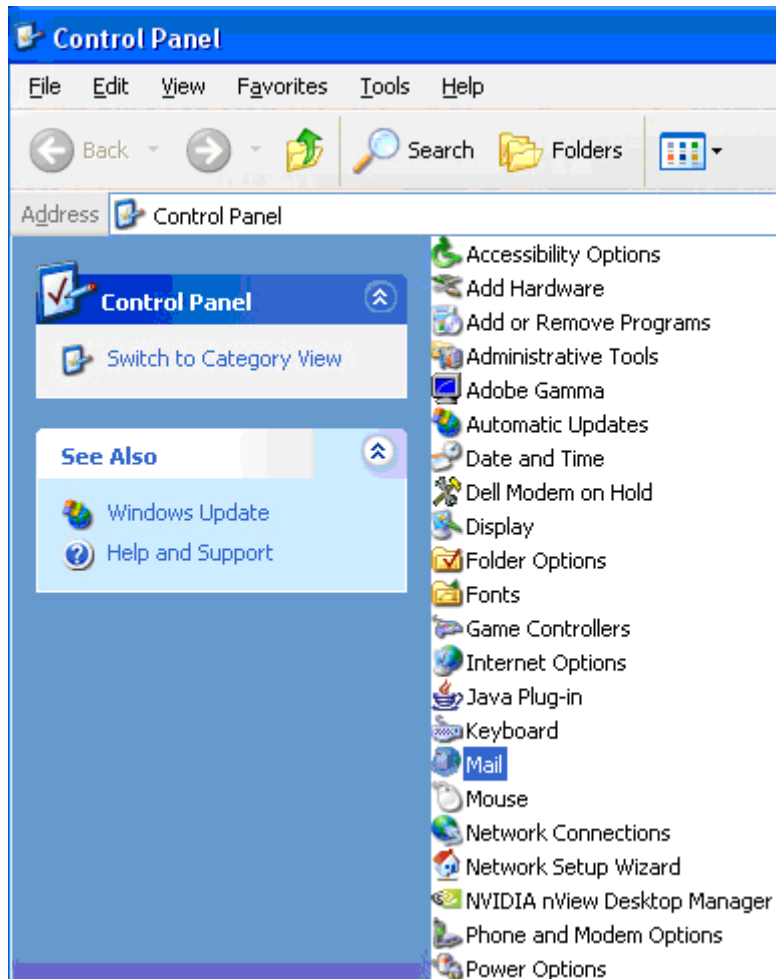 Control Panel
File Edit View Favorites Tools Help
Back Search Folders
Address Control Panel
Control Panel
Switch to Category View
See Also
Windows Update
Help and Support
Accessibility Options
Add Hardware
Add or Remove Programs
Administrative Tools
Adobe Gamma
Automatic Updates
Date and Time
Dell Modem on Hold
Display
Folder Options
Fonts
Game Controllers
Internet Options
Java Plug-in
Keyboard
Mail
Mouse
Network Connections
Network Setup Wizard
NVIDIA nView Desktop Manager
Phone and Modem Options
Power Options